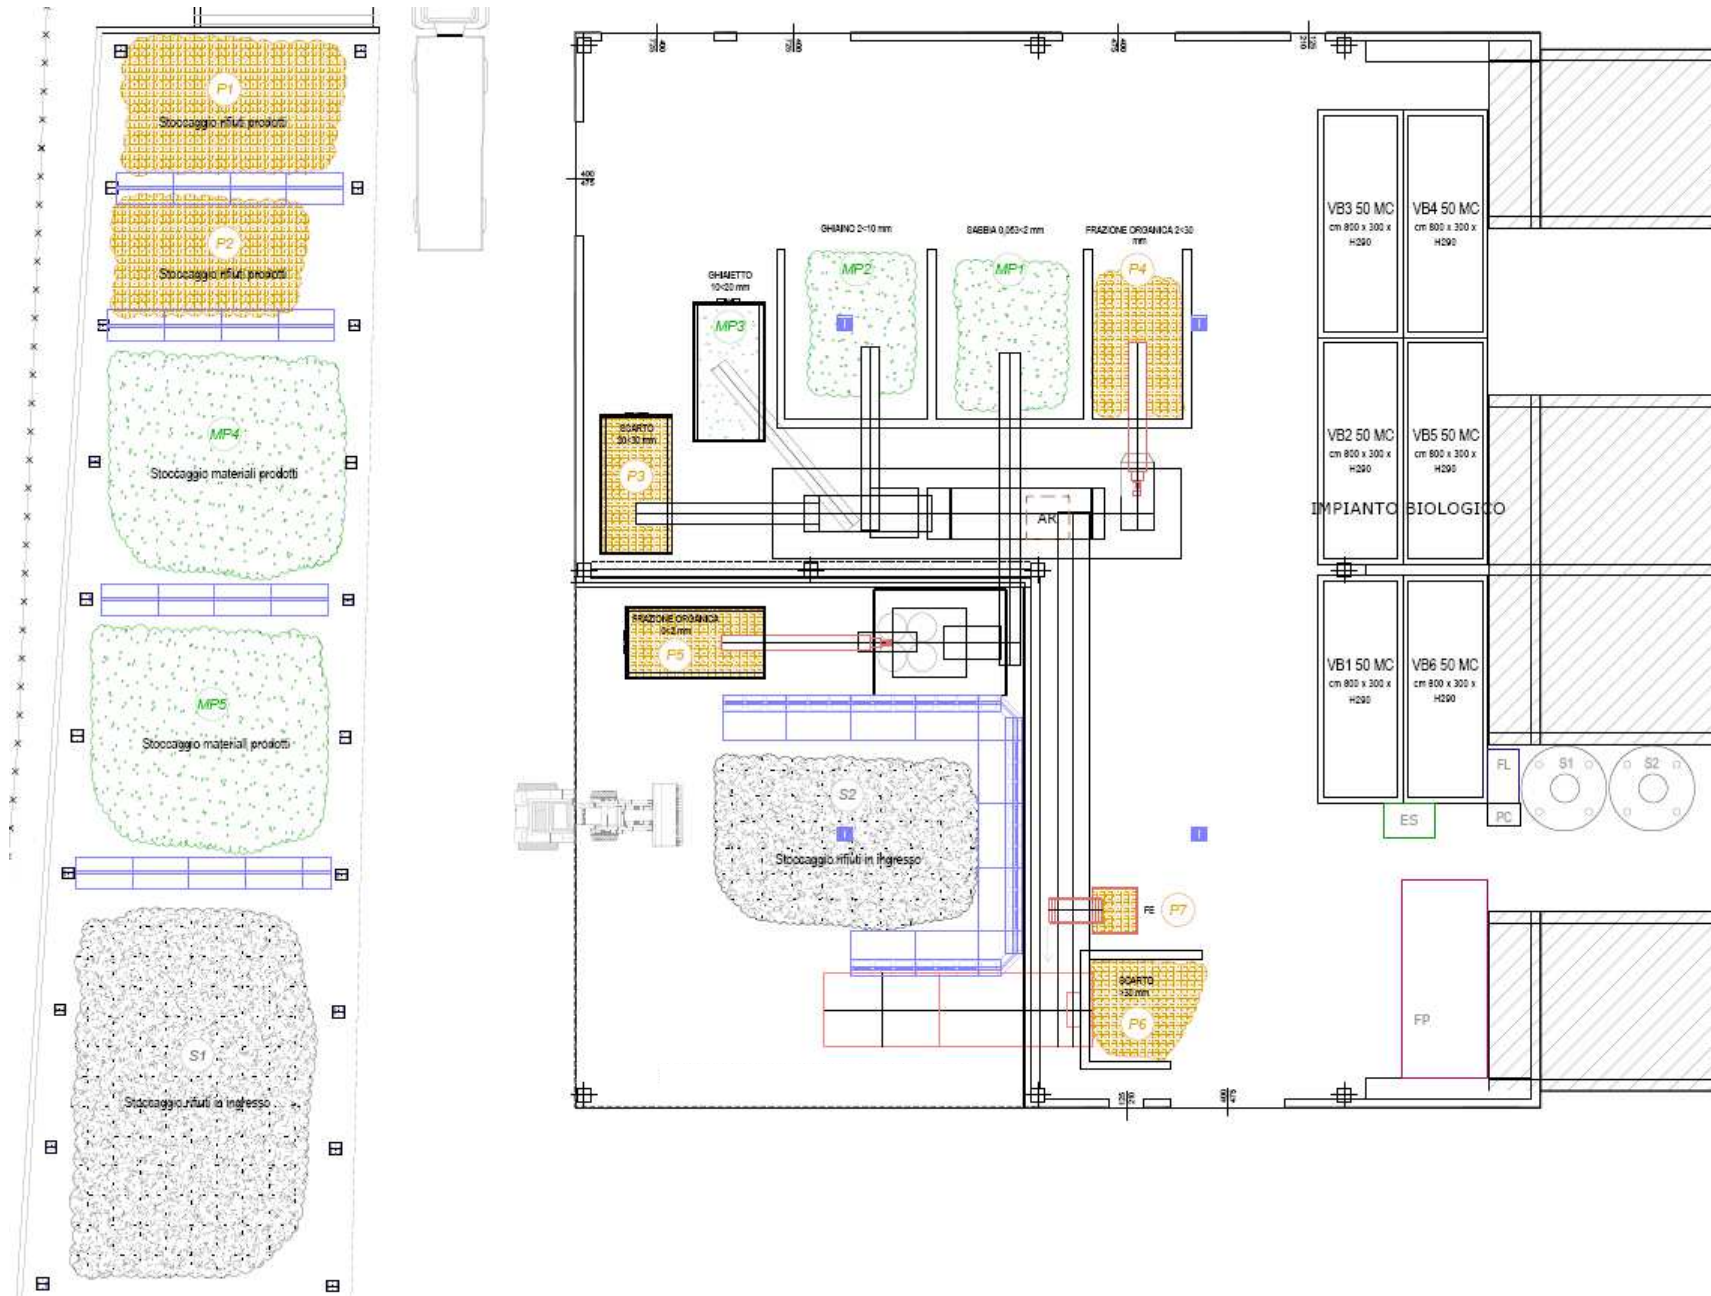 P1
Stoccaggio rifiuti prodotti
P2
Stoccaggio rifiuti prodotti
MP4
Stoccaggio materiali prodotti
MP5
Stoccaggio materiali prodotti
S1
Stoccaggio rifiuti in ingresso
400
475
GHIAINO 2<10 mm
MP2
SABBIA 0,063<2 mm
MP1
FRAZIONE ORGANICA 2<30
mm
P4
GHIAIETTO
10<20 mm
MP3
SCARTO
20<30 mm
P3
AR
FRAZIONE ORGANICA
0<2 mm
P5
S2
Stoccaggio rifiuti in ingresso
FE
P7
SCARTO
>30 mm
P6
125
210
400
475
VB3 50 MC
cm 800 x 300 x
H290
VB4 50 MC
cm 800 x 300 x
H290
VB2 50 MC
cm 800 x 300 x
H290
VB5 50 MC
cm 800 x 300 x
H290
IMPIANTO BIOLOGICO
VB1 50 MC
cm 800 x 300 x
H290
VB6 50 MC
cm 800 x 300 x
H290
FL
S1
S2
ES
PC
FP